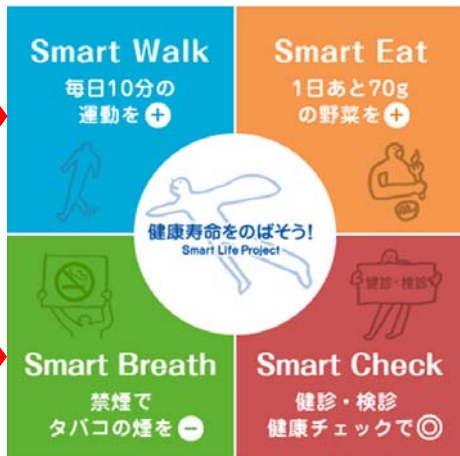 Smart Walk
毎日10分の
運動を+
Smart Eat
1日あと70g
の野菜を+
健康寿命をのばそう!
Smart Life Project
健診・検診
Smart Breath
禁煙で
タバコの煙を-
Smart Check
健診・検診
健康チェックで◎